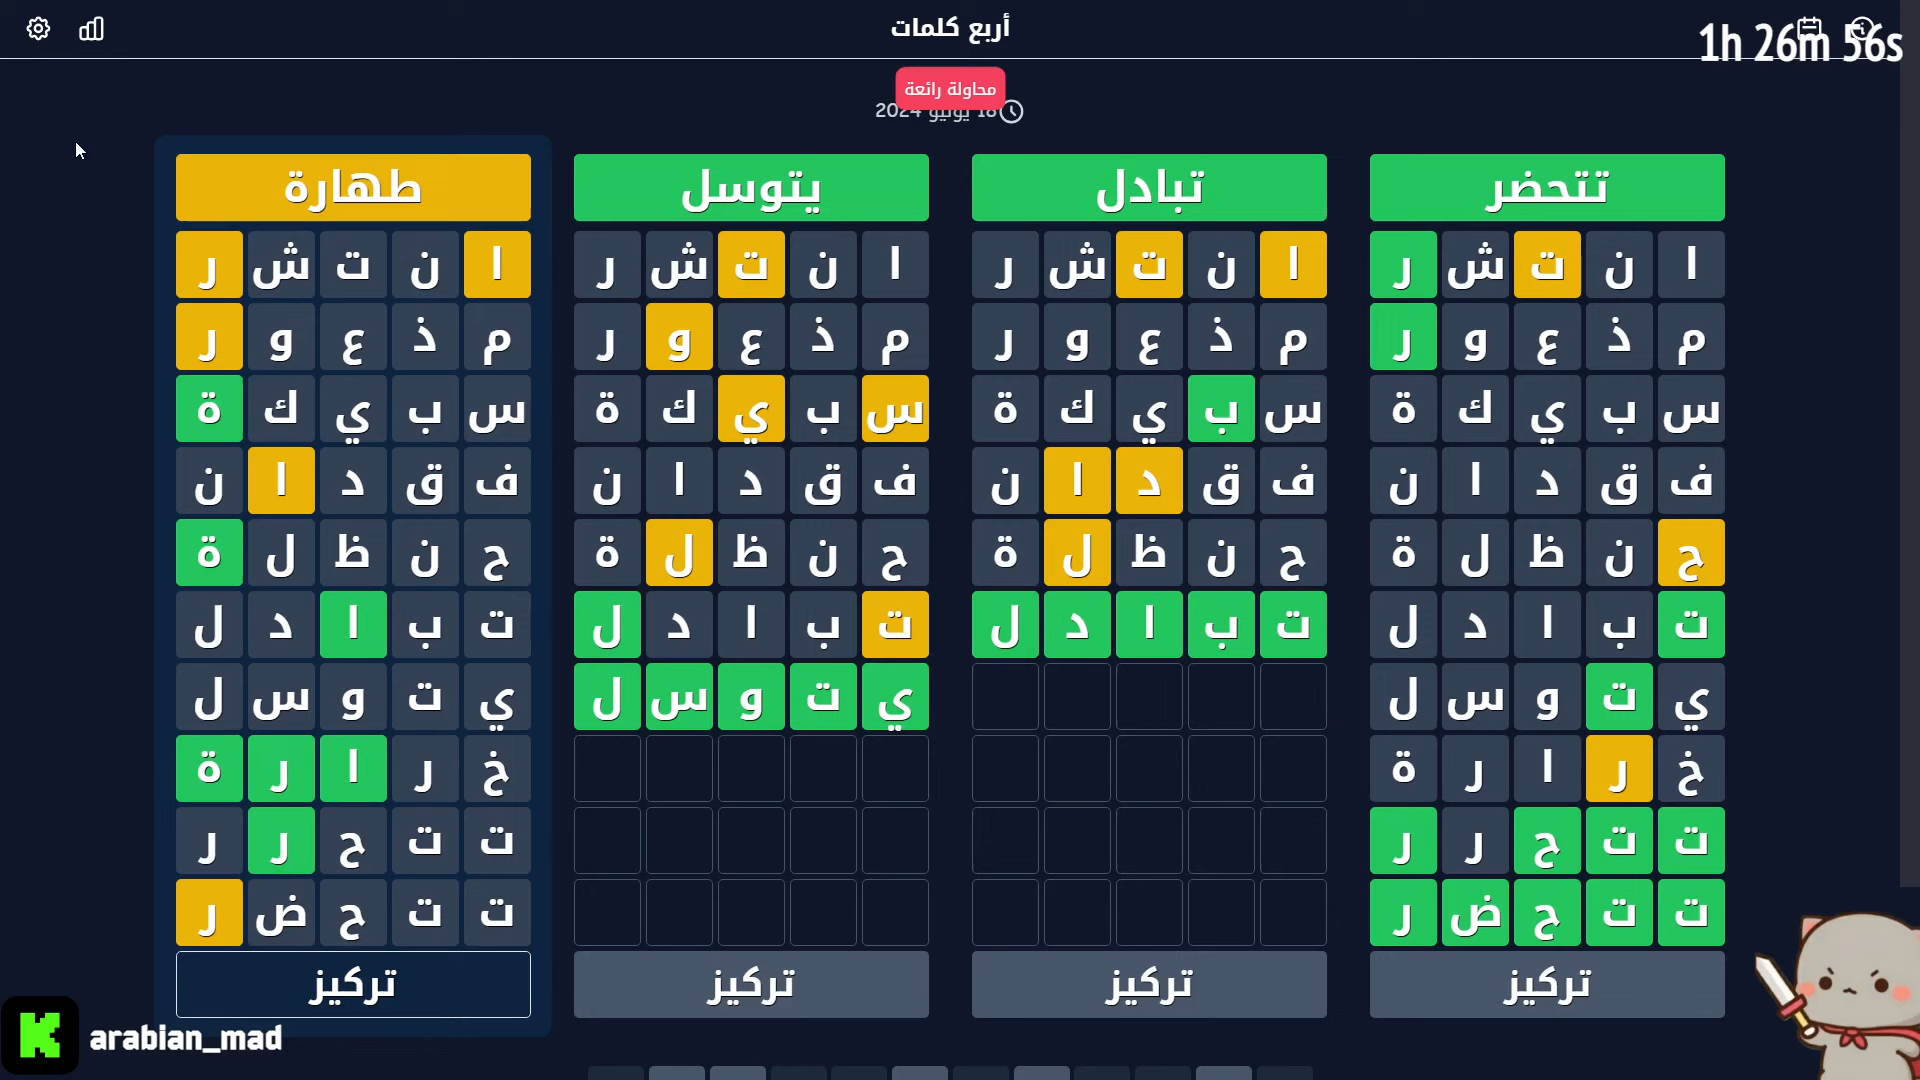 أربع كلمات
1h 26m 56s
محاولة رائعة
18 يونيو 2024
تتحضر
تبادل
يتوسل
طهارة
ا ن ت ش ر
م ذ ع و ر
س ب ي ك ة
ف ق د ا ن
ح ن ظ ل ة
ت ب ا د ل
ي ت و س ل
خ ر ا ر ة
ت ت ح ر ر
ت ت ح ض ر
تركيز
ا ن ت ش ر
م ذ ع و ر
س ب ي ك ة
ف ق د ا ن
ح ن ظ ل ة
ت ب ا د ل
تركيز
ا ن ت ش ر
م ذ ع و ر
س ب ي ك ة
ف ق د ا ن
ح ن ظ ل ة
ت ب ا د ل
ي ت و س ل
تركيز
ا ن ت ش ر
م ذ ع و ر
س ب ي ك ة
ف ق د ا ن
ح ن ظ ل ة
ت ب ا د ل
ي ت و س ل
خ ر ا ر ة
ت ت ح ر ر
ت ت ح ض ر
تركيز
arabian_mad